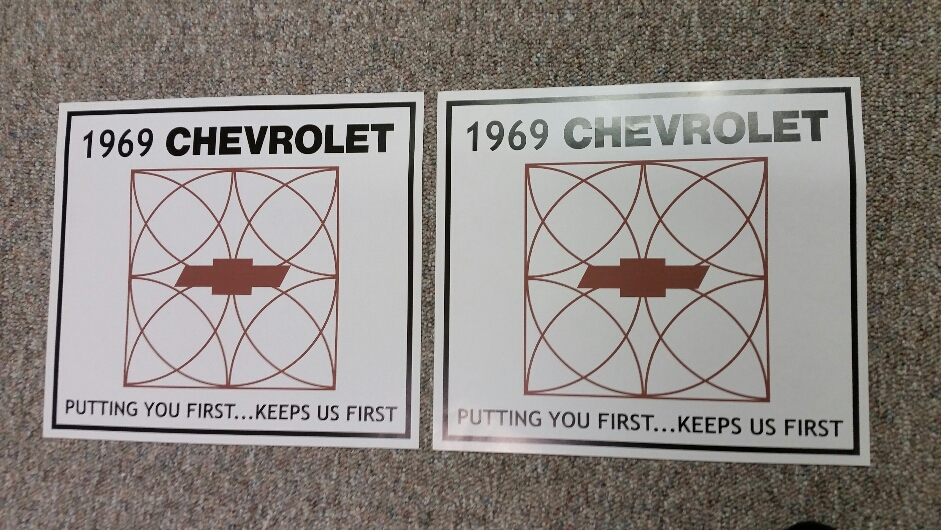 1969 CHEVROLET
PUTTING YOU FIRST...KEEPS US FIRST
1969 CHEVROLET
PUTTING YOU FIRST...KEEPS US FIRST